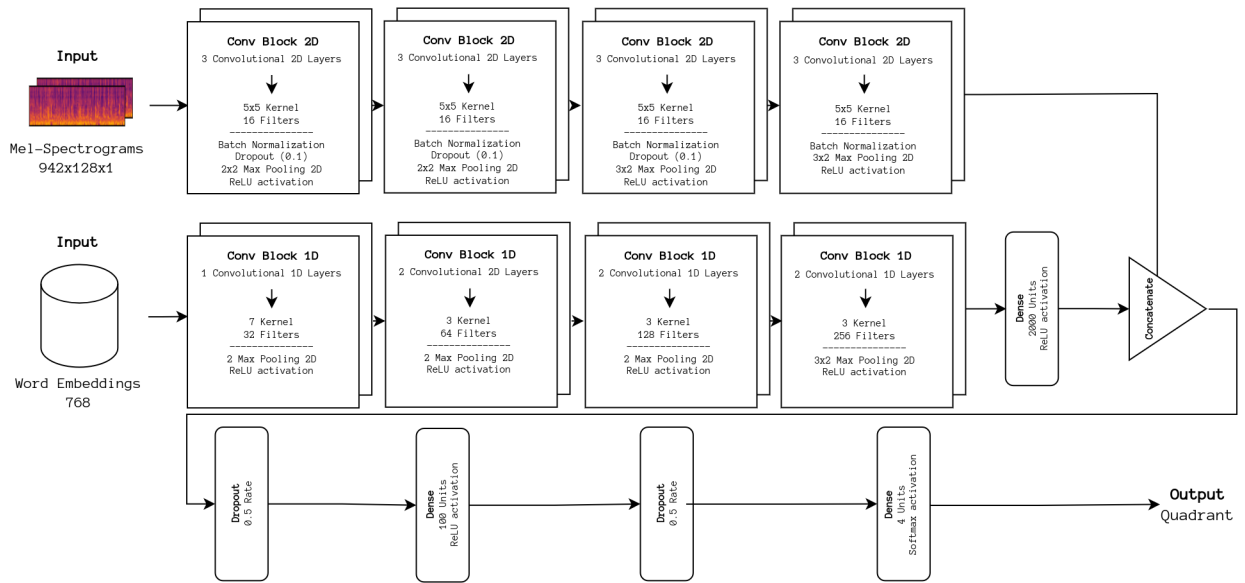 Input
Mel-Spectrograms
942x128x1
Conv Block 2D
3 Convolutional 2D Layers
5x5 Kernel
16 Filters
---------------
Batch Normalization
Dropout (0.1)
2x2 Max Pooling 2D
ReLU activation
Conv Block 2D
3 Convolutional 2D Layers
5x5 Kernel
16 Filters
---------------
Batch Normalization
Dropout (0.1)
2x2 Max Pooling 2D
ReLU activation
Conv Block 2D
3 Convolutional 2D Layers
5x5 Kernel
16 Filters
---------------
Batch Normalization
Dropout (0.1)
3x2 Max Pooling 2D
ReLU activation
Conv Block 2D
3 Convolutional 2D Layers
5x5 Kernel
16 Filters
---------------
Batch Normalization
3x2 Max Pooling 2D
ReLU activation
Input
Word Embeddings
768
Conv Block 1D
1 Convolutional 1D Layers
7 Kernel
32 Filters
---------------
2 Max Pooling 2D
ReLU activation
Conv Block 1D
2 Convolutional 2D Layers
3 Kernel
64 Filters
---------------
2 Max Pooling 2D
ReLU activation
Conv Block 1D
2 Convolutional 1D Layers
3 Kernel
128 Filters
---------------
2 Max Pooling 2D
ReLU activation
Conv Block 1D
2 Convolutional 1D Layers
3 Kernel
256 Filters
---------------
3x2 Max Pooling 2D
ReLU activation
Dense
2000 Units
ReLU activation
Concatenate
Dropout
0.5 Rate
Dense
100 Units
ReLU activation
Dropout
0.5 Rate
Dense
4 Units
Softmax activation
Output
Quadrant